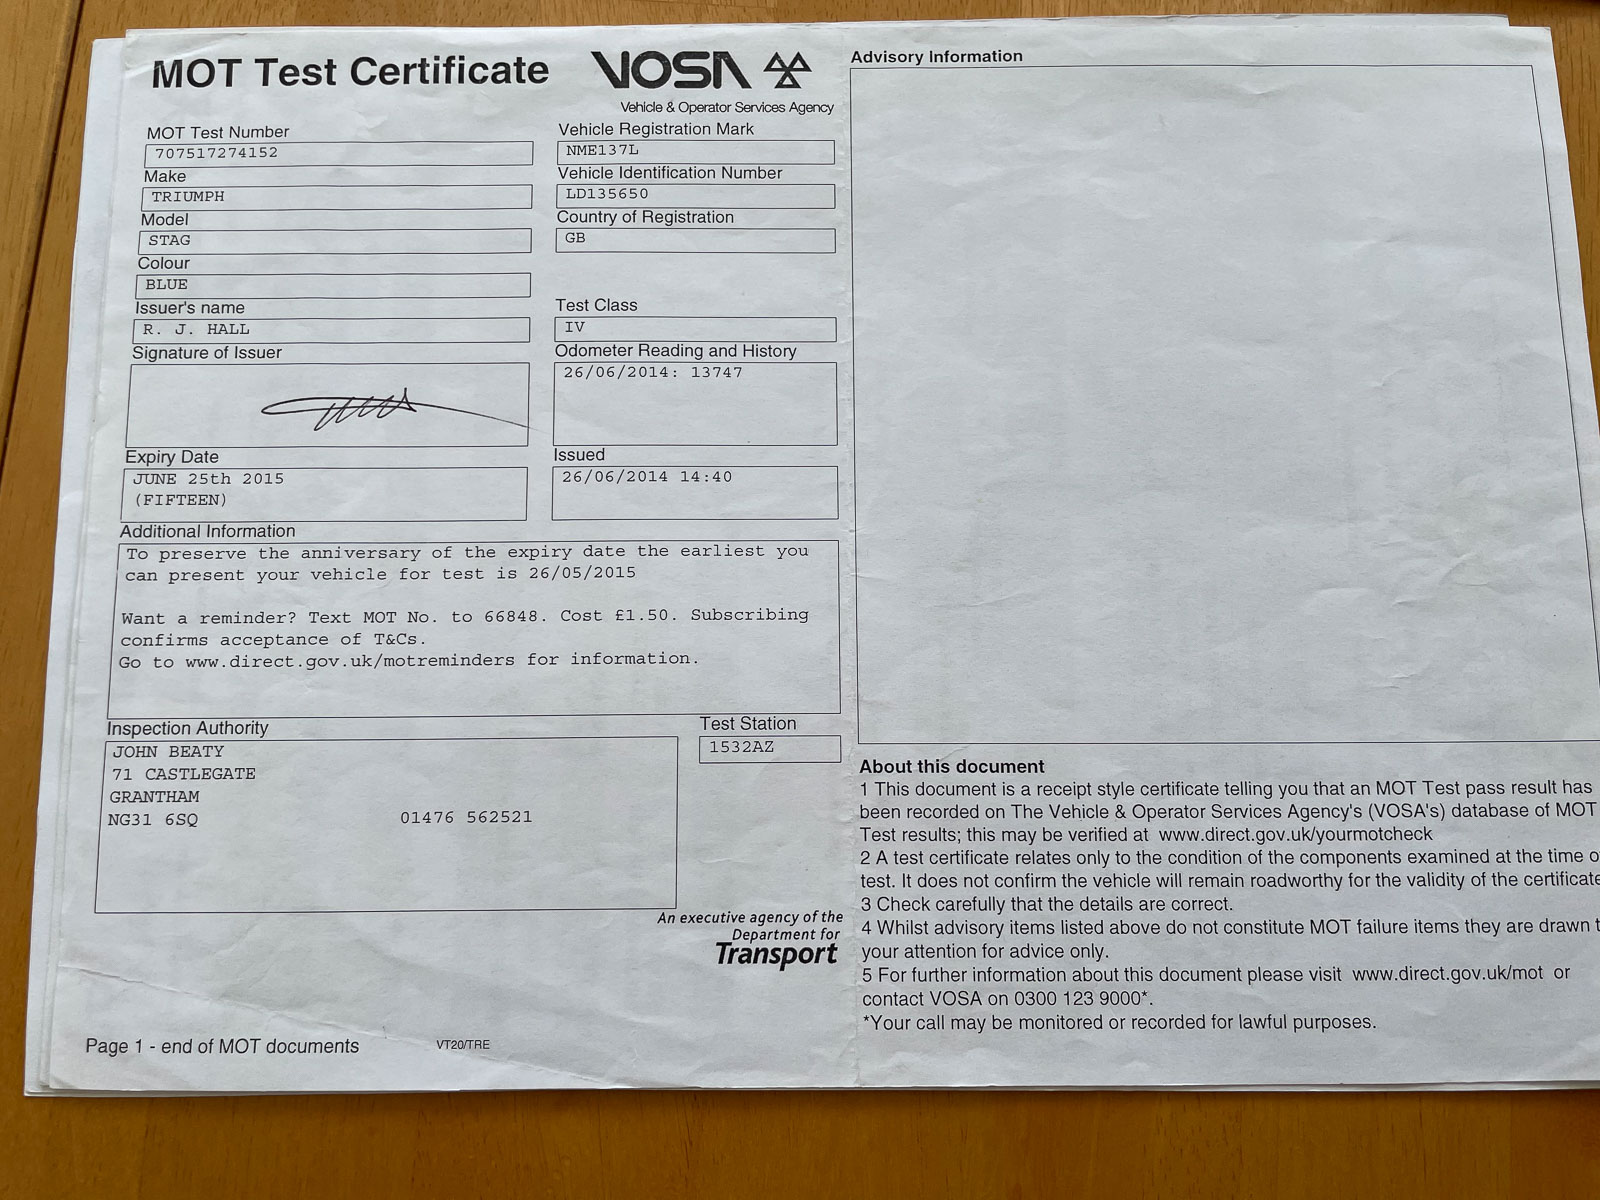 MOT Test Certificate
VOSA
Vehicle & Operator Services Agency
MOT Test Number
707517274152
Vehicle Registration Mark
NME137L
Make
TRIUMPH
Vehicle Identification Number
LD135650
Model
STAG
Country of Registration
GB
Colour
BLUE
Issuer's name
R. J. HALL
Test Class
IV
Signature of Issuer
Odometer Reading and History
26/06/2014: 13747
Expiry Date
JUNE 25th 2015
(FIFTEEN)
Issued
26/06/2014 14:40
Additional Information
To preserve the anniversary of the expiry date the earliest you
can present your vehicle for test is 26/05/2015
Want a reminder? Text MOT No. to 66848. Cost £1.50. Subscribing
confirms acceptance of T&Cs.
Go to www.direct.gov.uk/motreminders for information.
Inspection Authority
JOHN BEATY
71 CASTLEGATE
GRANTHAM
NG31 6SQ 01476 562521
Test Station
1532AZ
An executive agency of the
Department for
Transport
Page 1 - end of MOT documents
VT20/TRE
Advisory Information
About this document
1 This document is a receipt style certificate telling you that an MOT Test pass result has
been recorded on The Vehicle & Operator Services Agency's (VOSA's) database of MOT
Test results; this may be verified at www.direct.gov.uk/yourmotcheck
2 A test certificate relates only to the condition of the components examined at the time o
test. It does not confirm the vehicle will remain roadworthy for the validity of the certificate
3 Check carefully that the details are correct.
4 Whilst advisory items listed above do not constitute MOT failure items they are drawn t
your attention for advice only.
5 For further information about this document please visit www.direct.gov.uk/mot or
contact VOSA on 0300 123 9000*.
*Your call may be monitored or recorded for lawful purposes.